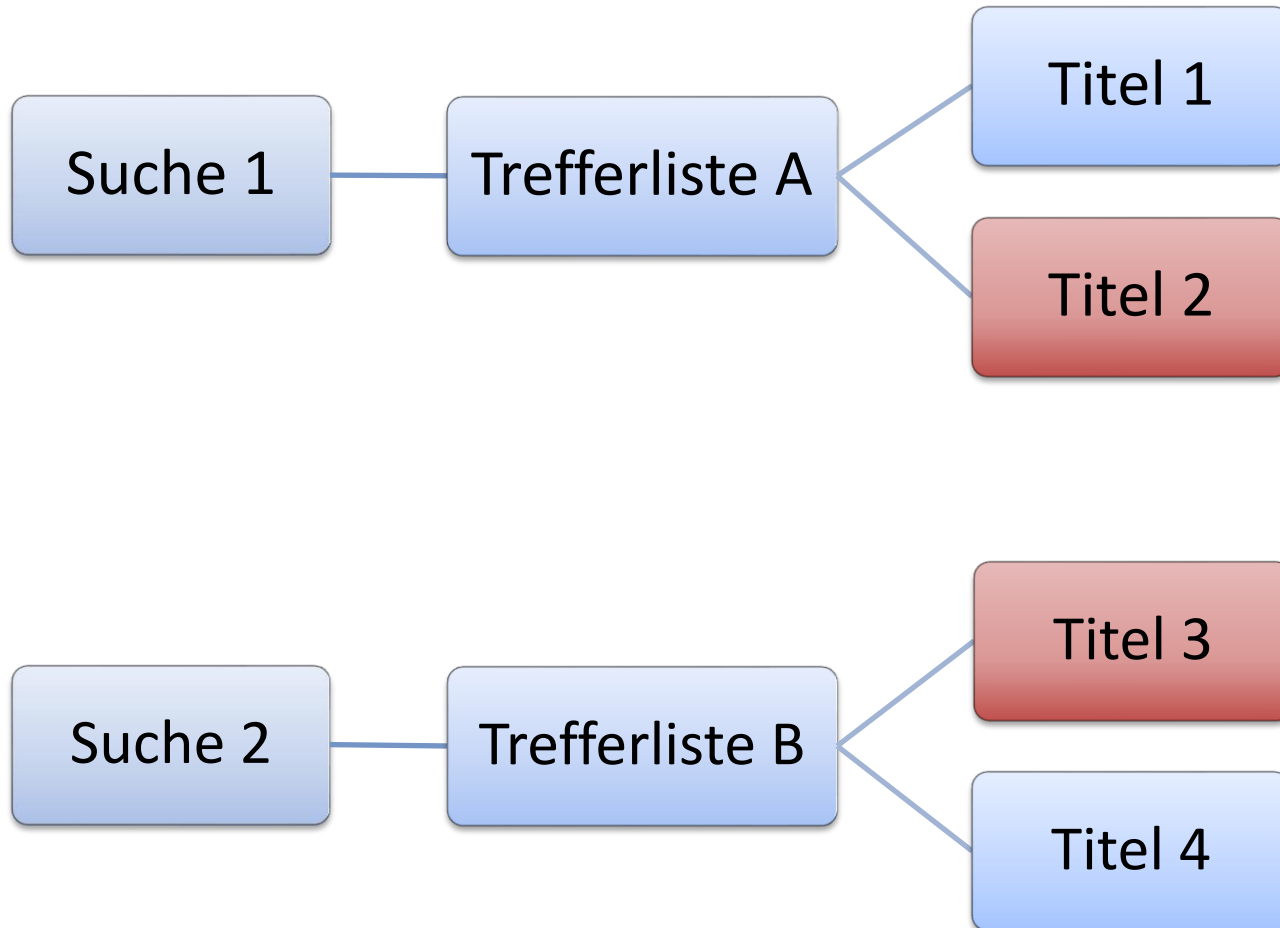 Suche 1
Trefferliste A
Titel 1
Titel 2
Suche 2
Trefferliste B
Titel 3
Titel 4